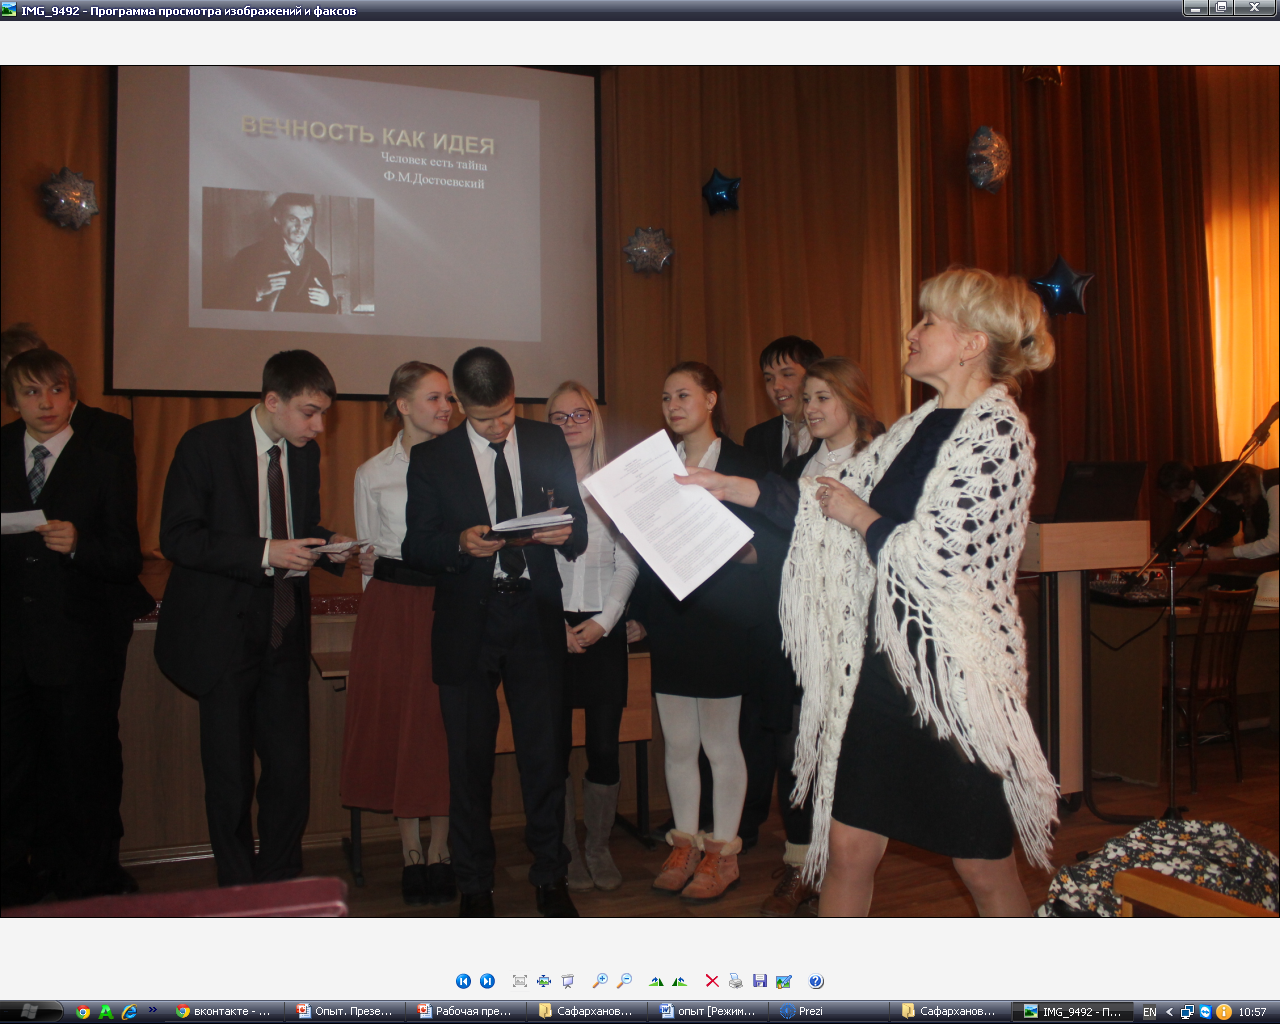 IMG_9492 - Программа просмотра изображений и факсов
ВЕЧНОСТЬ КАК ИДЕЯ
Человек есть тайна
Ф.М.Достоевский
вконтакте - ...
Опыт. Презе...
Рабочая пре...
Сафарханов...
опыт [Режим...
Prezi
Сафарханов...
IMG_9492 - П...
EN
10:57